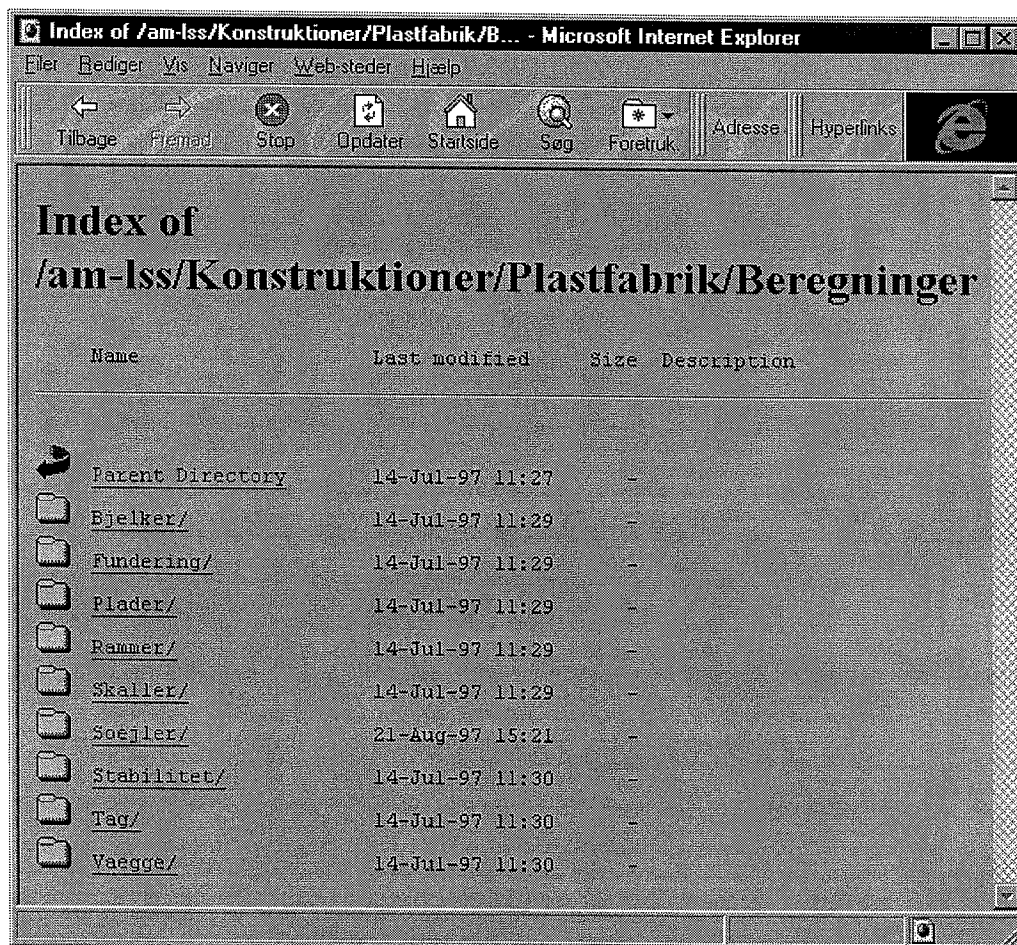 Index of /am-lss/Konstruktioner/Plastfabrik/B... - Microsoft Internet Explorer
Filer Rediger Vis Naviger Web-steder Hjælp
Tilbage Fremad Stop Opdater Startside Søg Foretruk. Adresse Hyperlinks
Index of
/am-lss/Konstruktioner/Plastfabrik/Beregninger
Name Last modified Size Description
Parent Directory 14-Jul-97 11:27 -
Bjelker/ 14-Jul-97 11:29 -
Fundering/ 14-Jul-97 11:29 -
Plader/ 14-Jul-97 11:29 -
Rammer/ 14-Jul-97 11:29 -
Skaller/ 14-Jul-97 11:29 -
Soejler/ 21-Aug-97 15:21 -
Stabilitet/ 14-Jul-97 11:30 -
Tag/ 14-Jul-97 11:30 -
Vaegge/ 14-Jul-97 11:30 -